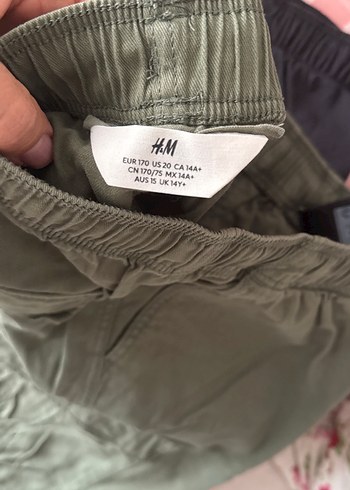 H&M
EUR 170 US 20 CA 14A+
CN 170/75 MX 14A+
AUS 15 UK 14Y+